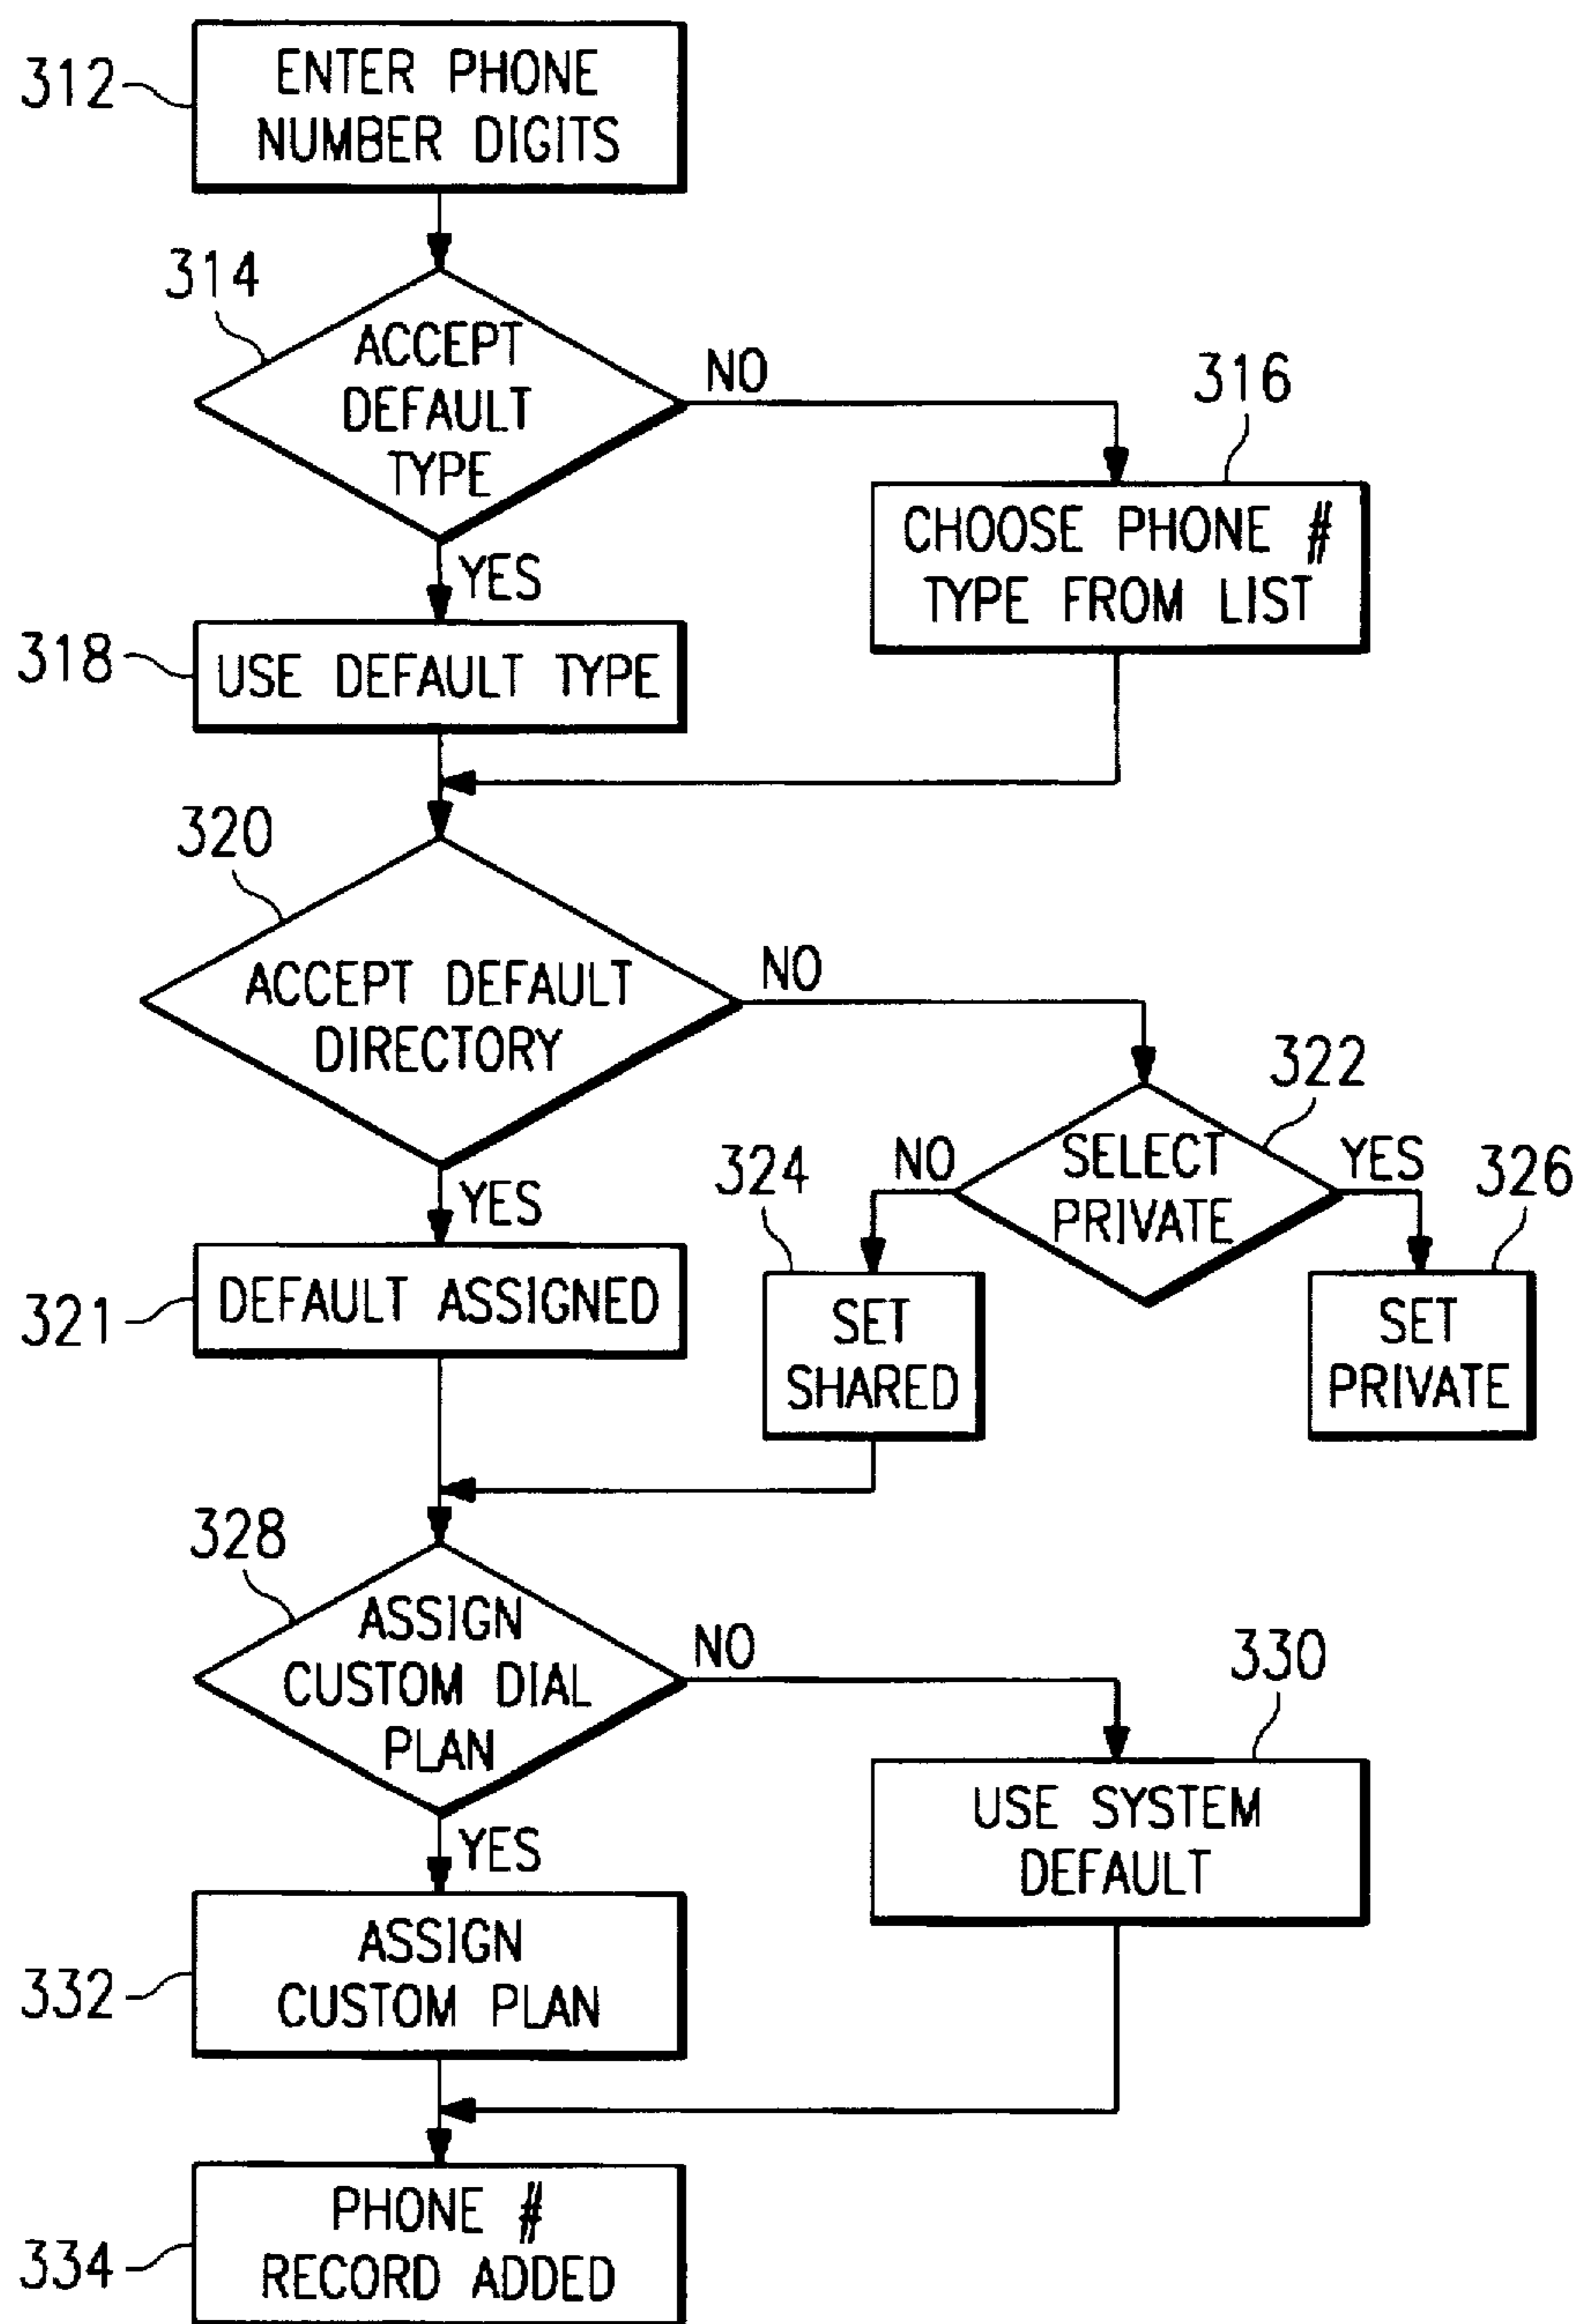 312
ENTER PHONE
NUMBER DIGITS
314
ACCEPT
DEFAULT
TYPE
NO
316
CHOOSE PHONE #
TYPE FROM LIST
YES
318
USE DEFAULT TYPE
320
ACCEPT DEFAULT
DIRECTORY
NO
322
SELECT
PRIVATE
NO
324
YES
326
YES
321
DEFAULT ASSIGNED
SET
SHARED
SET
PRIVATE
328
ASSIGN
CUSTOM DIAL
PLAN
NO
330
USE SYSTEM
DEFAULT
YES
332
ASSIGN
CUSTOM PLAN
334
PHONE #
RECORD ADDED